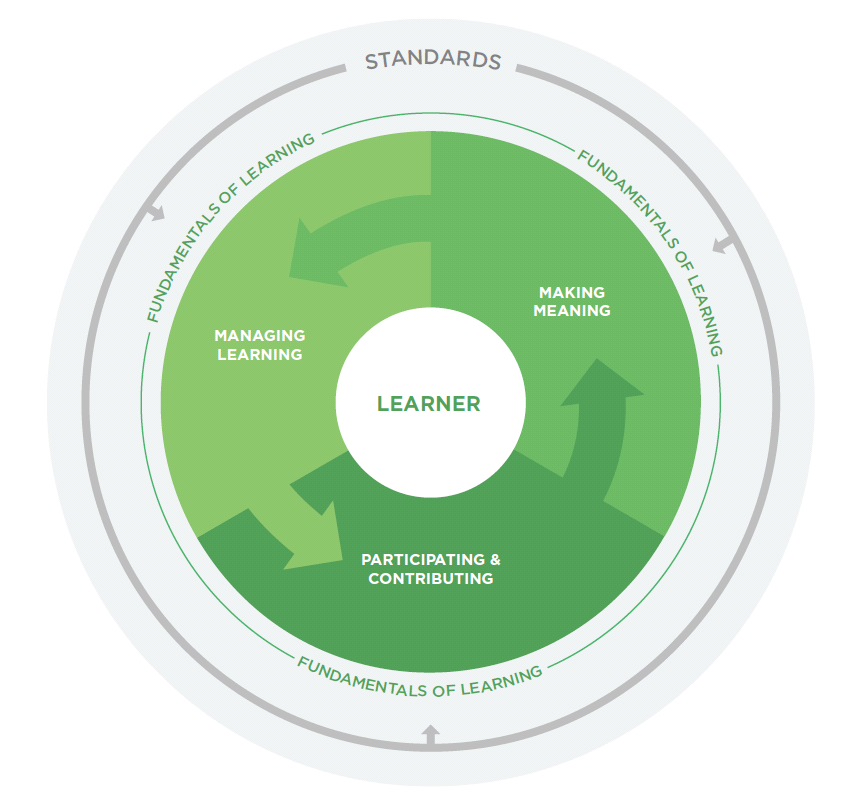 STANDARDS
FUNDAMENTALS OF LEARNING
FUNDAMENTALS OF LEARNING
MAKING
MEANING
MANAGING
LEARNING
LEARNER
PARTICIPATING &
CONTRIBUTING
FUNDAMENTALS OF LEARNING